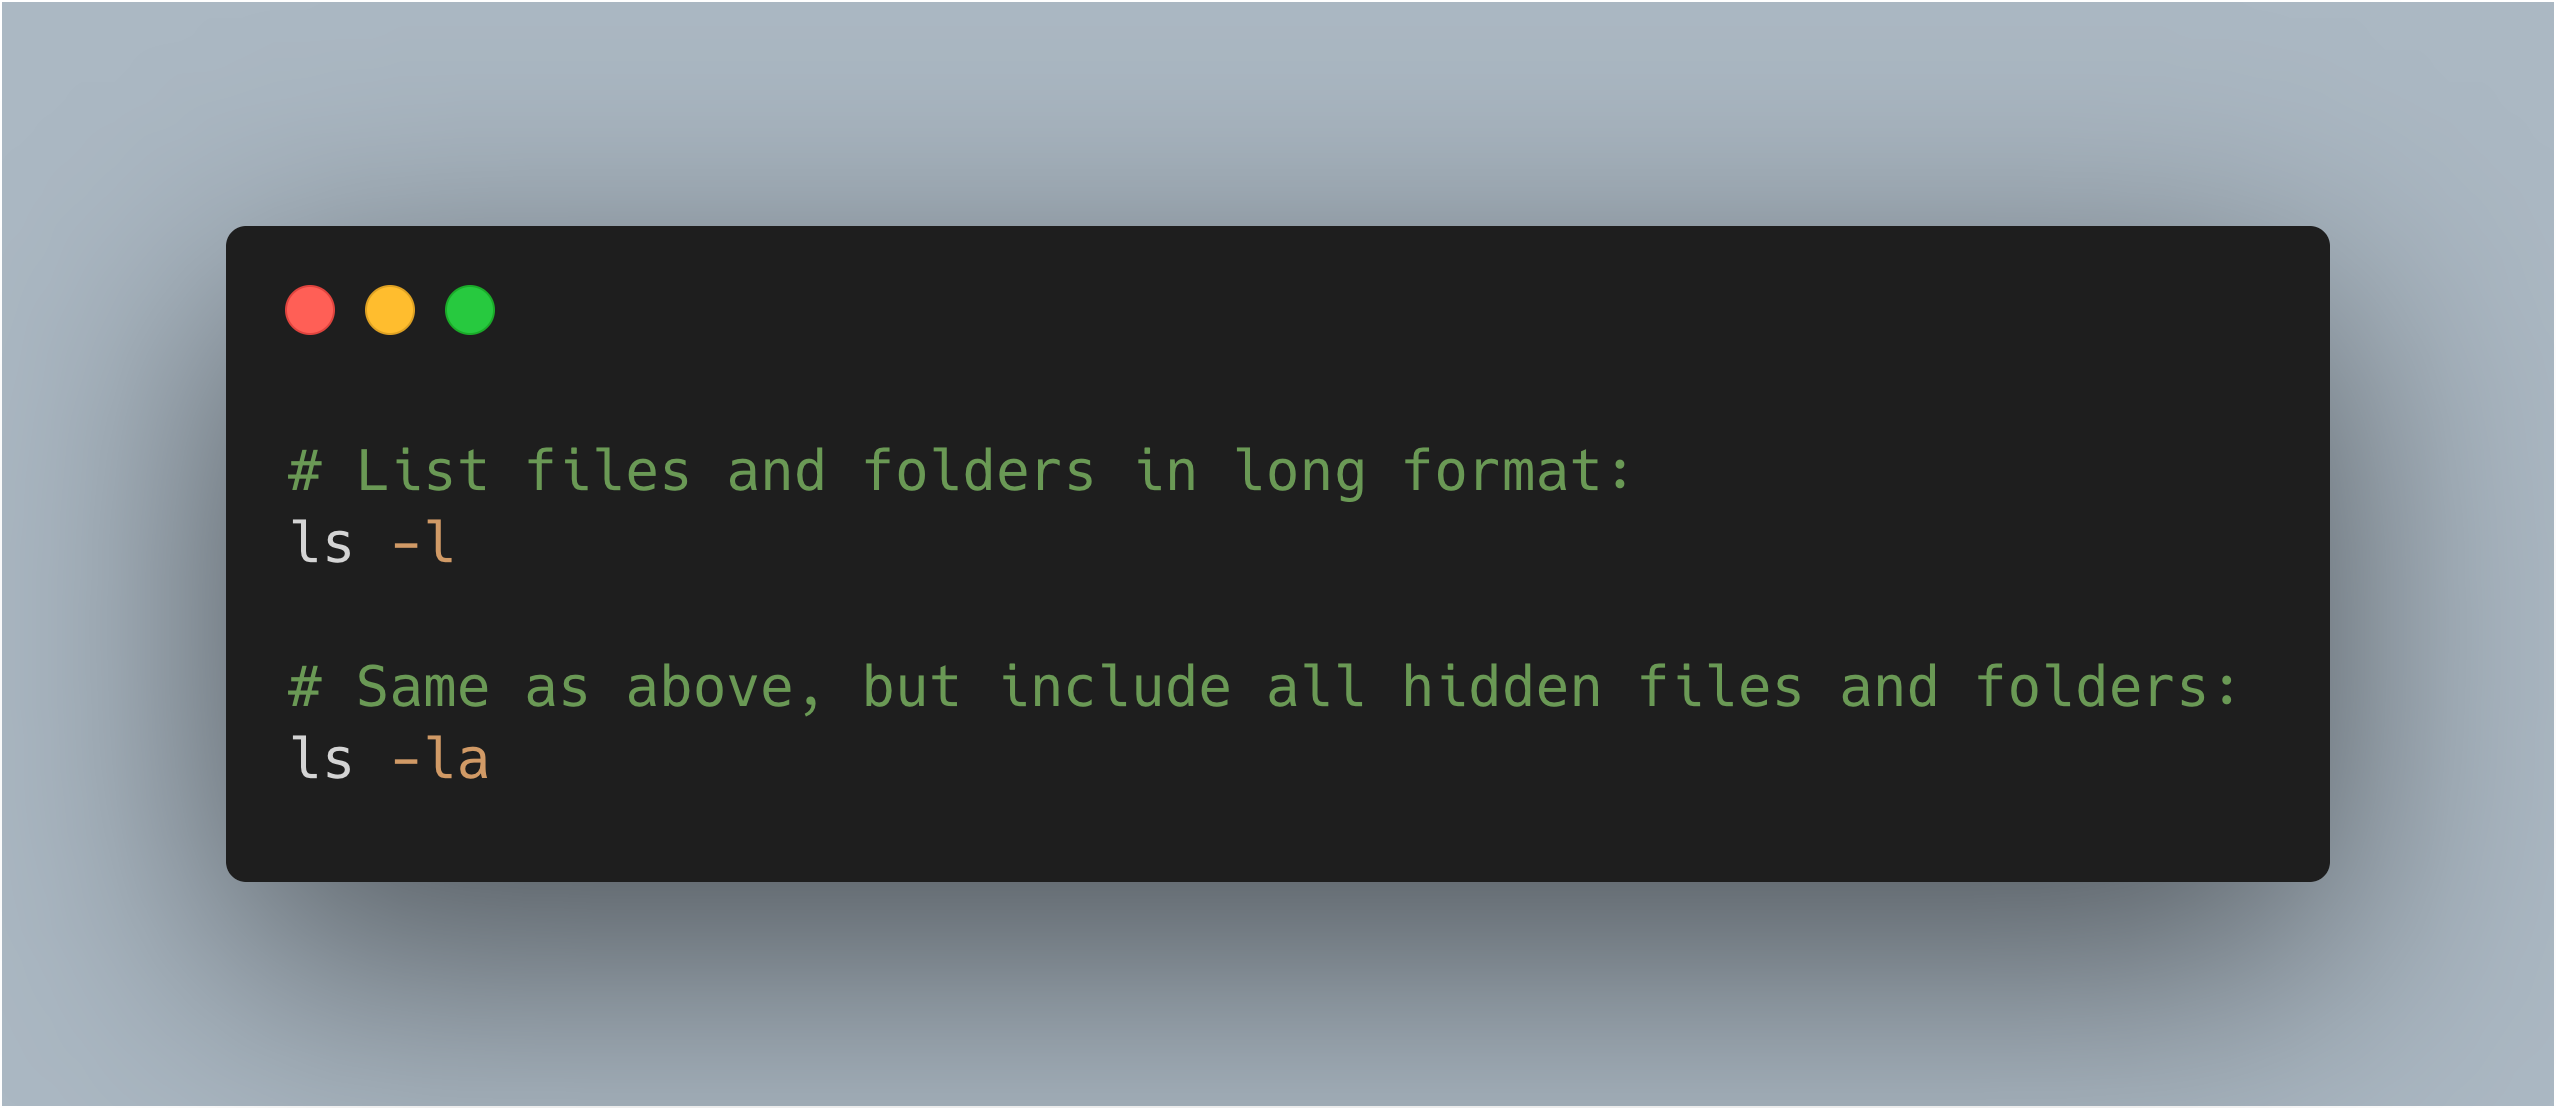 # List files and folders in long format:
ls -l
# Same as above, but include all hidden files and folders:
ls -la